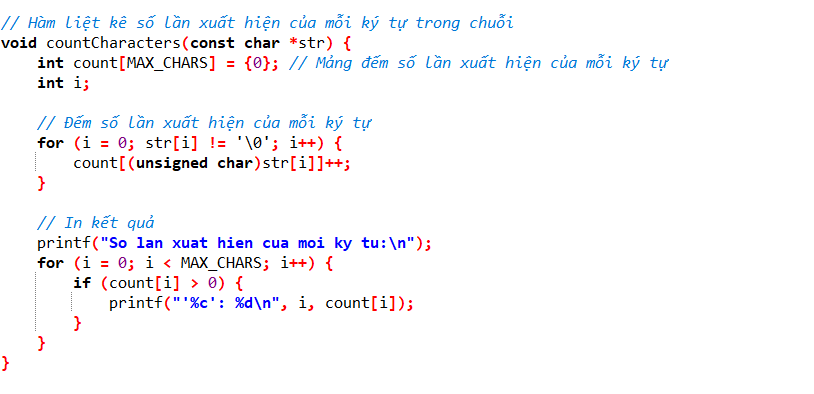 // Hàm liệt kê số lần xuất hiện của mỗi ký tự trong chuỗi
void countCharacters(const char *str) {
    int count[MAX_CHARS] = {0}; // Mảng đếm số lần xuất hiện của mỗi ký tự
    int i;

    // Đếm số lần xuất hiện của mỗi ký tự
    for (i = 0; str[i] != '\0'; i++) {
        count[(unsigned char)str[i]]++;
    }

    // In kết quả
    printf("So lan xuat hien cua moi ky tu:\n");
    for (i = 0; i < MAX_CHARS; i++) {
        if (count[i] > 0) {
            printf("'%c': %d\n", i, count[i]);
        }
    }
}